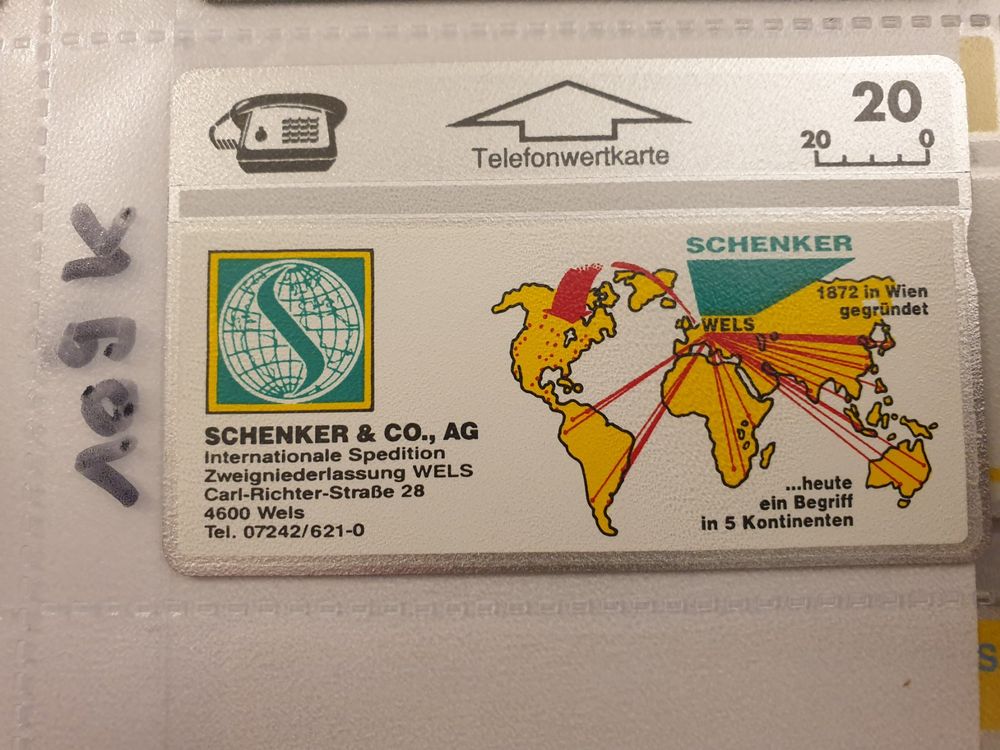 20
20 0
Telefonwertkarte
SCHENKER
1872 in Wien
gegründet
WELS
SCHENKER & CO., AG
Internationale Spedition
Zweigniederlassung WELS
Carl-Richter-Straße 28
4600 Wels
Tel. 07242/621-0
...heute
ein Begriff
in 5 Kontinenten
S